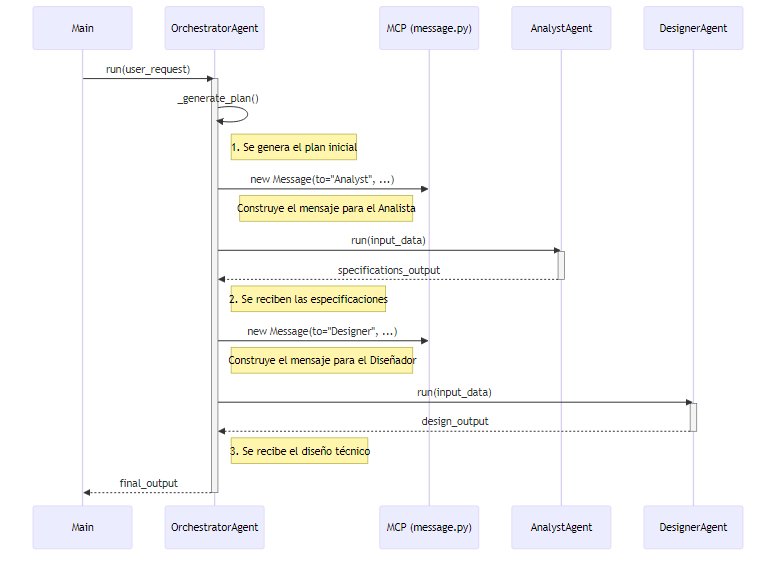 Main
OrchestratorAgent
MCP (message.py)
AnalystAgent
DesignerAgent
run(user_request)
_generate_plan()
1. Se genera el plan inicial
new Message(to="Analyst", ...)
Construye el mensaje para el Analista
run(input_data)
specifications_output
2. Se reciben las especificaciones
new Message(to="Designer", ...)
Construye el mensaje para el Diseñador
run(input_data)
design_output
3. Se recibe el diseño técnico
final_output
Main
OrchestratorAgent
MCP (message.py)
AnalystAgent
DesignerAgent